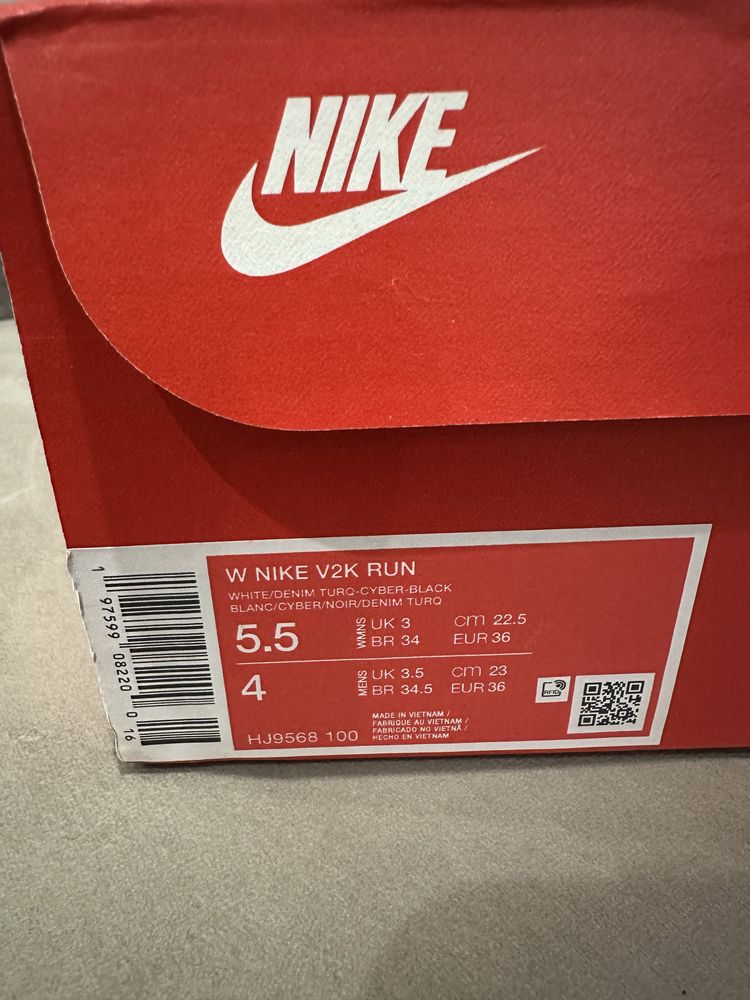 NIKE
W NIKE V2K RUN
WHITE/DENIM TURQ-CYBER-BLACK
BLANC/CYBER/NOIR/DENIM TURQ
5.5 WMNS UK 3 cm 22.5
BR 34 EUR 36
4 MENS UK 3.5 cm 23
BR 34.5 EUR 36
HJ9568 100
MADE IN VIETNAM /
FABRIQUE AU VIETNAM /
FABRICADO NO VIETNÃ /
HECHO EN VIETNAM
RFID
1 97599 08220 0 16